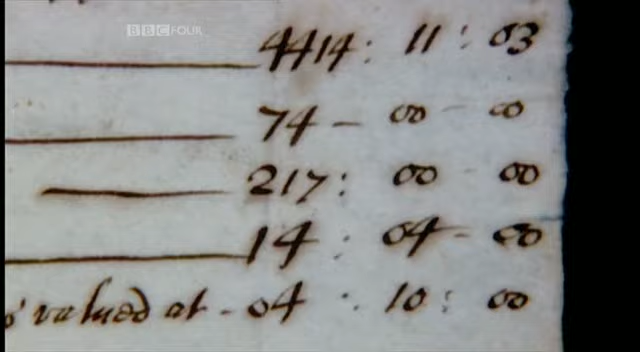 BBC FOUR
4414 : 11 : 03
74 - 00 - 00
217 : 00 00
14 : 04 - 00
valued at - 04 : 10 : 00